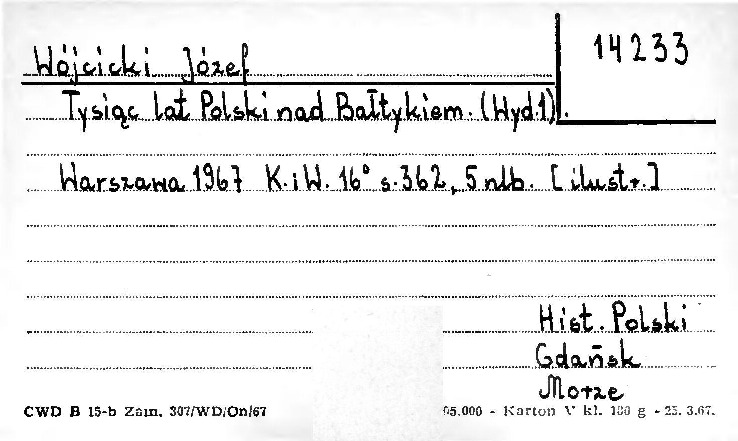 14233
Wójcicki Józef
Tysiąc lat Polski nad Bałtykiem. (Wyd.1).
Warszawa 1967 K.iW. 16° s.362, 5 nlb. [ilustr.]
Hist. Polski
Gdańsk
Morze
CWD B 15-b Zam. 307/WD/On/67 05.000 - Karton V kl. 180 g - 25.3.67.